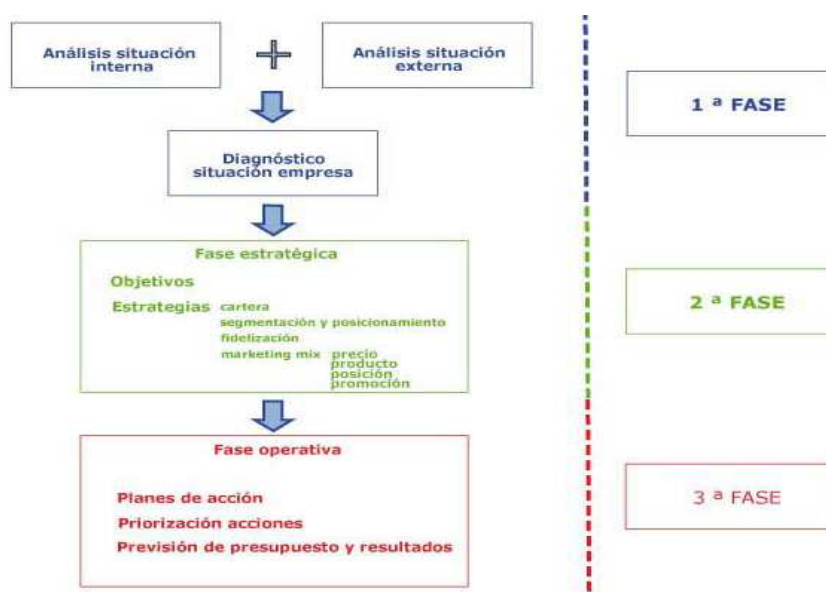 Análisis situación
interna
Análisis situación
externa
1 ª FASE
Diagnóstico
situación empresa
Fase estratégica
Objetivos
Estrategias cartera
segmentación y posicionamiento
fidelización
marketing mix precio
producto
posición
promoción
2 ª FASE
Fase operativa
Planes de acción
Priorización acciones
Previsión de presupuesto y resultados
3 ª FASE